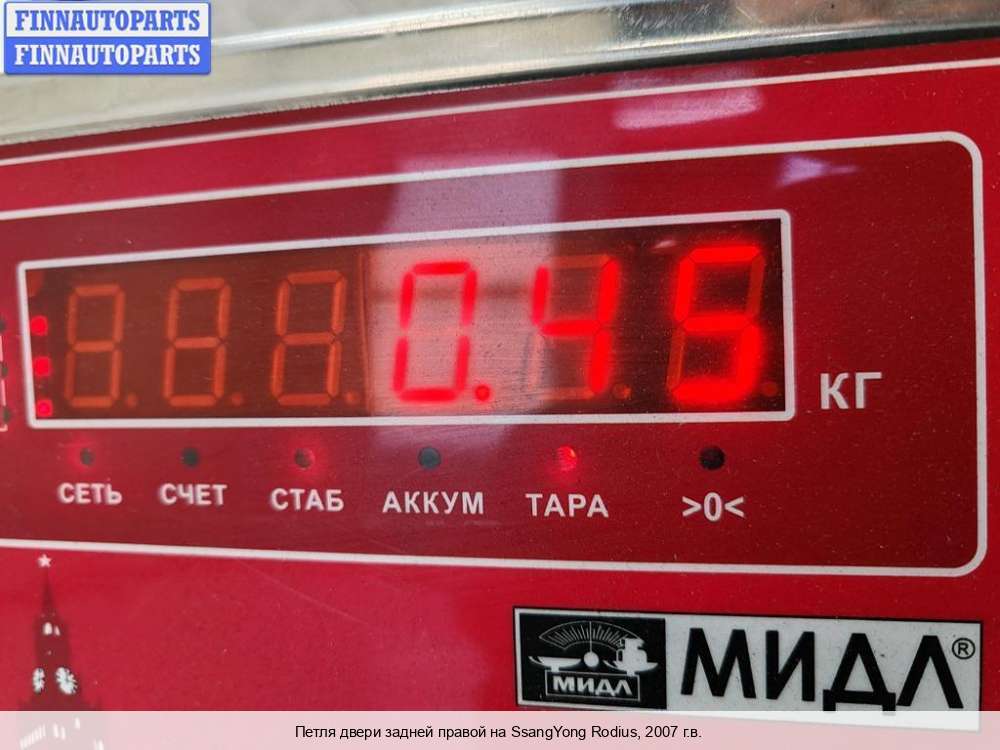 FINNAUTOPARTS
FINNAUTOPARTS
0.45
КГ
СЕТЬ СЧЕТ СТАБ АККУМ ТАРА >0<
МИДЛ МИДЛ®
Петля двери задней правой на SsangYong Rodius, 2007 г.в.